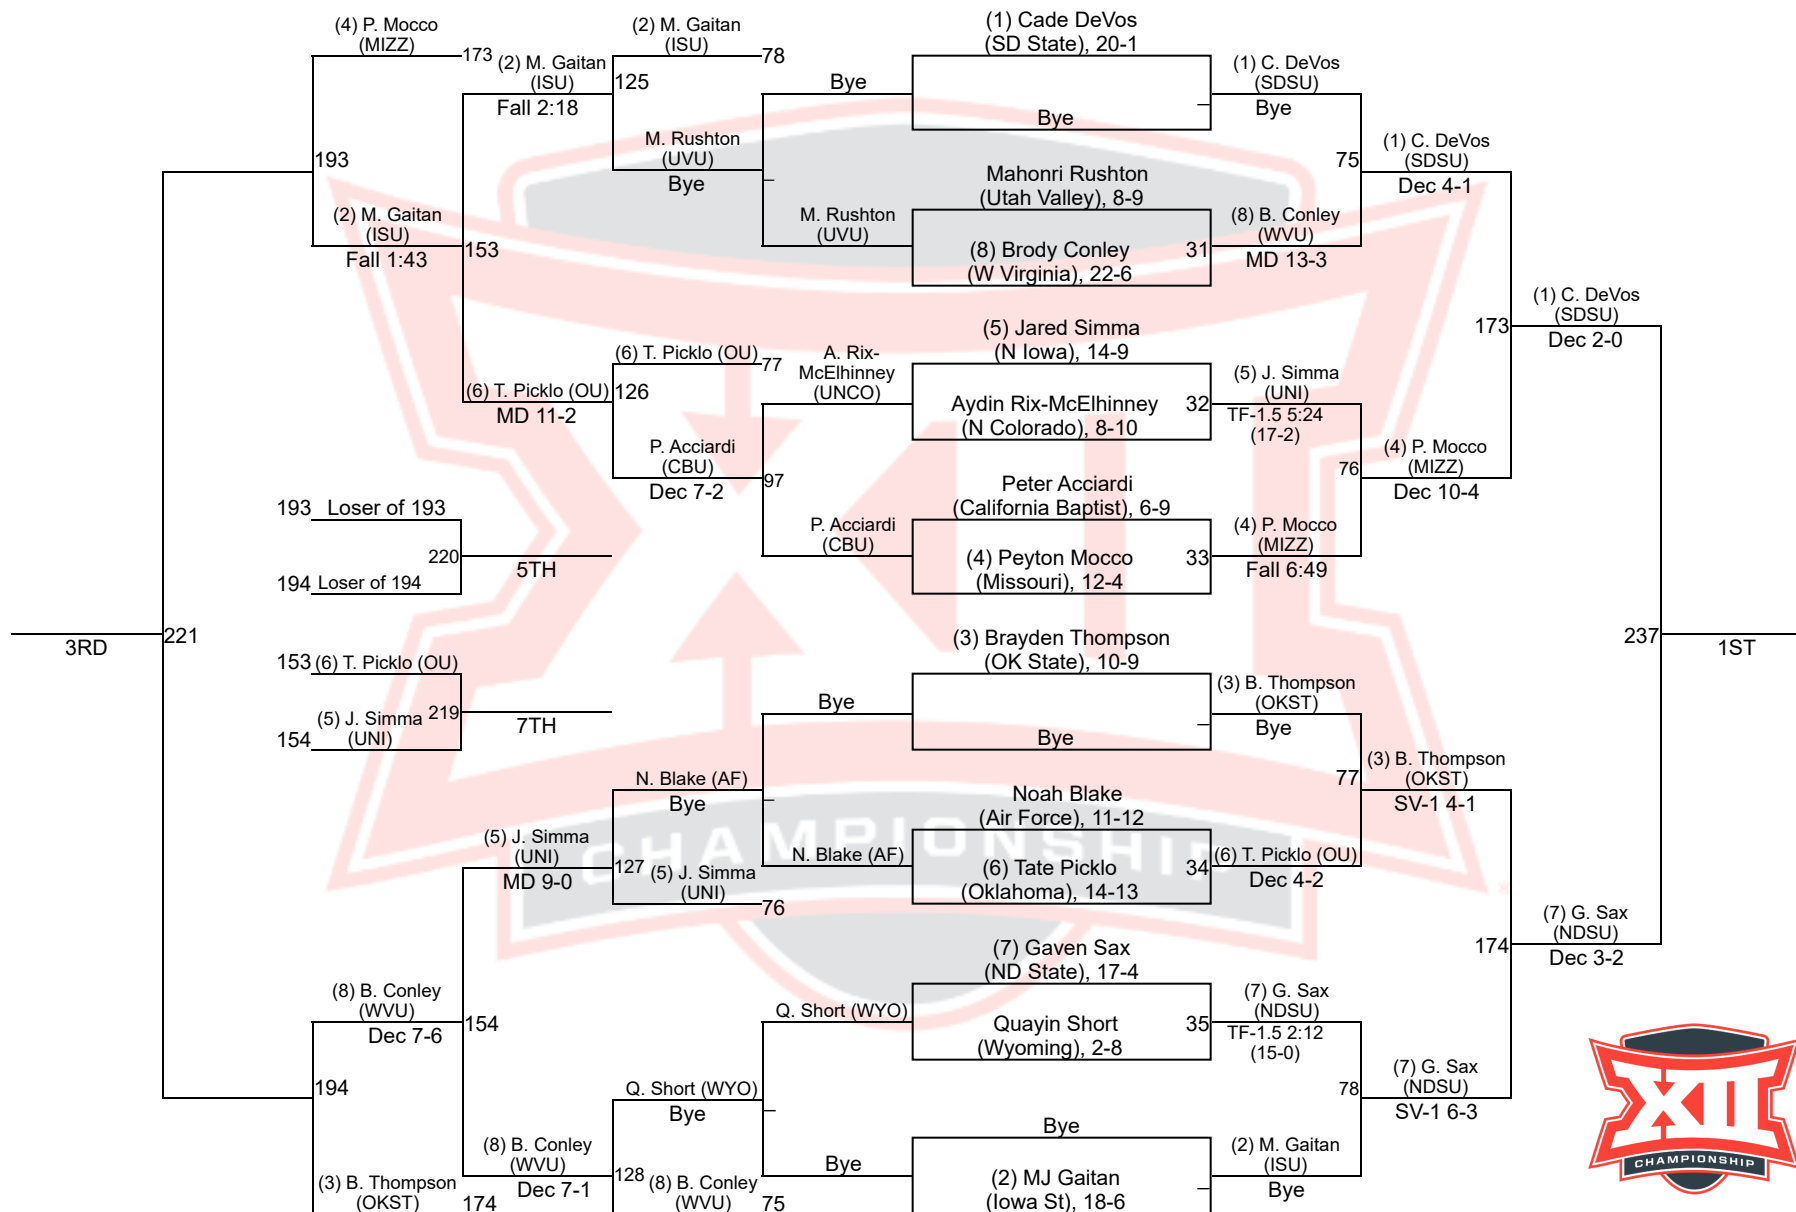 (4) P. Mocco
(MIZZ)
173
(2) M. Gaitan
(ISU)
Fall 2:18
(2) M. Gaitan
(ISU)
78
125
M. Rushton
(UVU)
Bye
193
(2) M. Gaitan
(ISU)
Fall 1:43
153
Bye
M. Rushton
(UVU)
(1) Cade DeVos
(SD State), 20-1
Bye
Mahonri Rushton
(Utah Valley), 8-9
(8) Brody Conley
(W Virginia), 22-6
31
(1) C. DeVos
(SDSU)
Bye
75
(8) B. Conley
(WVU)
MD 13-3
(1) C. DeVos
(SDSU)
Dec 4-1
(6) T. Picklo (OU)
77
(6) T. Picklo (OU)
MD 11-2
126
P. Acciardi
(CBU)
Dec 7-2
A. Rix-
McElhinney
(UNCO)
97
P. Acciardi
(CBU)
(5) Jared Simma
(N Iowa), 14-9
Aydin Rix-McElhinney
(N Colorado), 8-10
32
Peter Acciardi
(California Baptist), 6-9
(4) Peyton Mocco
(Missouri), 12-4
33
(5) J. Simma
(UNI)
TF-1.5 5:24
(17-2)
76
(4) P. Mocco
(MIZZ)
Fall 6:49
(4) P. Mocco
(MIZZ)
Dec 10-4
173
(1) C. DeVos
(SDSU)
Dec 2-0
193 Loser of 193
220
5TH
194 Loser of 194
3RD
221
153 (6) T. Picklo (OU)
219
7TH
154
(5) J. Simma
(UNI)
237
1ST
Bye
N. Blake (AF)
Bye
N. Blake (AF)
(5) J. Simma
(UNI)
MD 9-0
127
(5) J. Simma
(UNI)
76
(3) Brayden Thompson
(OK State), 10-9
Bye
Noah Blake
(Air Force), 11-12
(6) Tate Picklo
(Oklahoma), 14-13
34
(3) B. Thompson
(OKST)
Bye
77
(6) T. Picklo (OU)
Dec 4-2
(3) B. Thompson
(OKST)
SV-1 4-1
CHAMPIONSHIP
174
(7) G. Sax
(NDSU)
Dec 3-2
(8) B. Conley
(WVU)
Dec 7-6
154
194
(3) B. Thompson
(OKST)
174
Q. Short (WYO)
Q. Short (WYO)
Bye
Bye
(8) B. Conley
(WVU)
Dec 7-1
128
(8) B. Conley
(WVU)
75
(7) Gaven Sax
(ND State), 17-4
Quayin Short
(Wyoming), 2-8
35
Bye
(2) MJ Gaitan
(Iowa St), 18-6
(7) G. Sax
(NDSU)
TF-1.5 2:12
(15-0)
78
(2) M. Gaitan
(ISU)
Bye
(7) G. Sax
(NDSU)
SV-1 6-3
XII
CHAMPIONSHIP